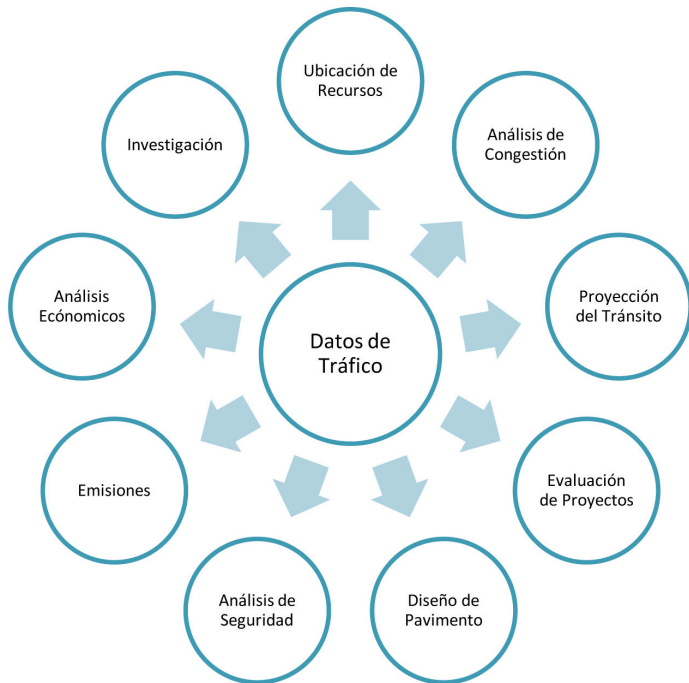 Ubicación de
Recursos
Análisis de
Congestión
Proyección
del Tránsito
Evaluación
de Proyectos
Diseño de
Pavimento
Análisis de
Seguridad
Emisiones
Análisis
Ecónomicos
Investigación
Datos de
Tráfico